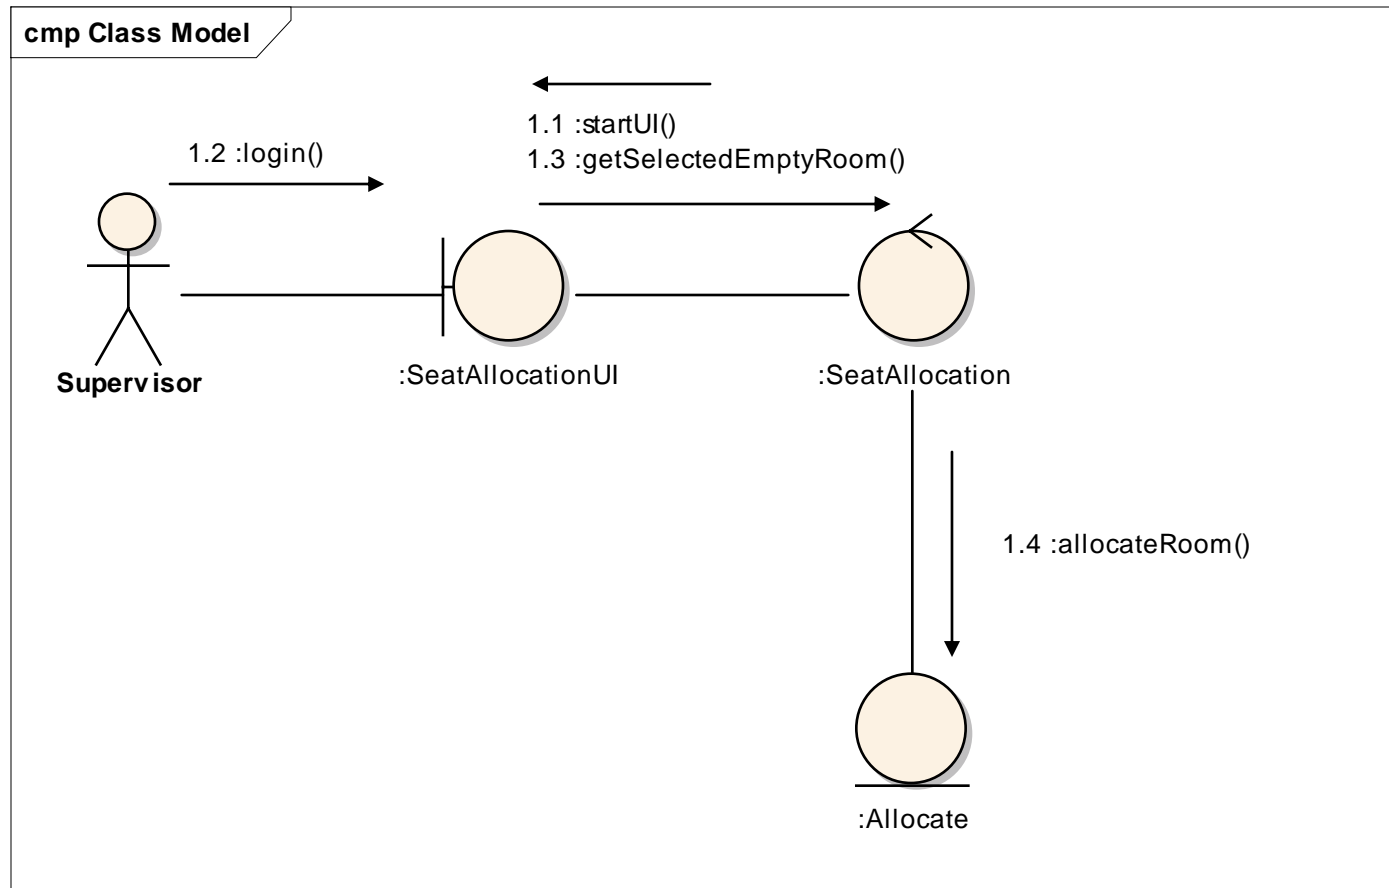 cmp Class Model
1.1 :startUI()
1.2 :login()
1.3 :getSelectedEmptyRoom()
Supervisor
:SeatAllocationUI
:SeatAllocation
1.4 :allocateRoom()
:Allocate